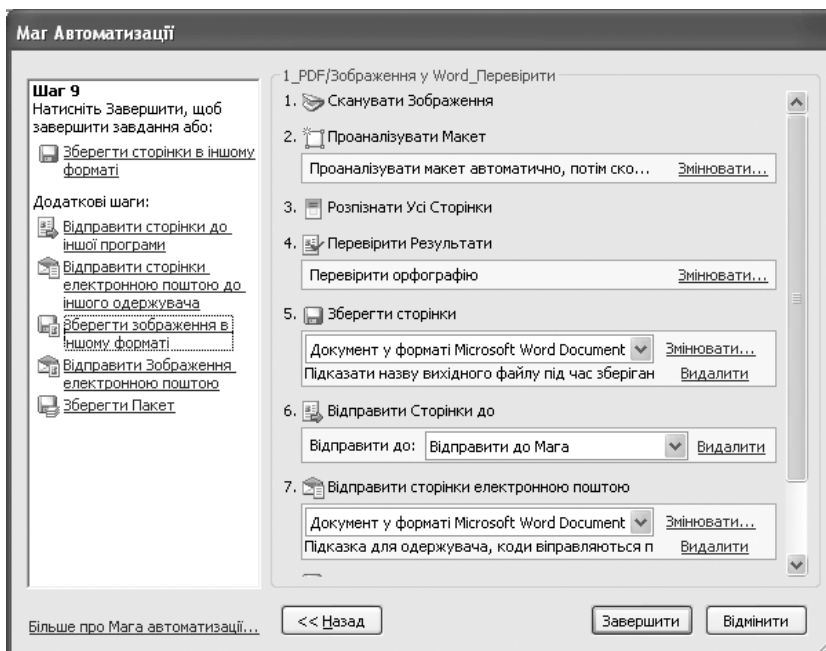 Маг Автоматизації
Шаг 9
Натисніть Завершити, щоб
завершити завдання або:
Зберегти сторінки в іншому
форматі
Додаткові шаги:
Відправити сторінки до
іншої програми
Відправити сторінки
електронною поштою до
іншого одержувача
Зберегти зображення в
іншому форматі
Відправити Зображення
електронною поштою
Зберегти Пакет
Більше про Мага автоматизації...
1_PDF/Зображення у Word_Перевірити
1. Сканувати Зображення
2. Проаналізувати Макет
Проаналізувати макет автоматично, потім ско... Змінювати...
3. Розпізнати Усі Сторінки
4. Перевірити Результати
Перевірити орфографію Змінювати...
5. Зберегти сторінки
Документ у форматі Microsoft Word Document Змінювати...
Підказати назву вихідного файлу під час зберіган Видалити
6. Відправити Сторінки до
Відправити до: Відправити до Мага Видалити
7. Відправити сторінки електронною поштою
Документ у форматі Microsoft Word Document Змінювати...
Підказка для одержувача, коди віправляються п Видалити
<< Назад Завершити Відмінити